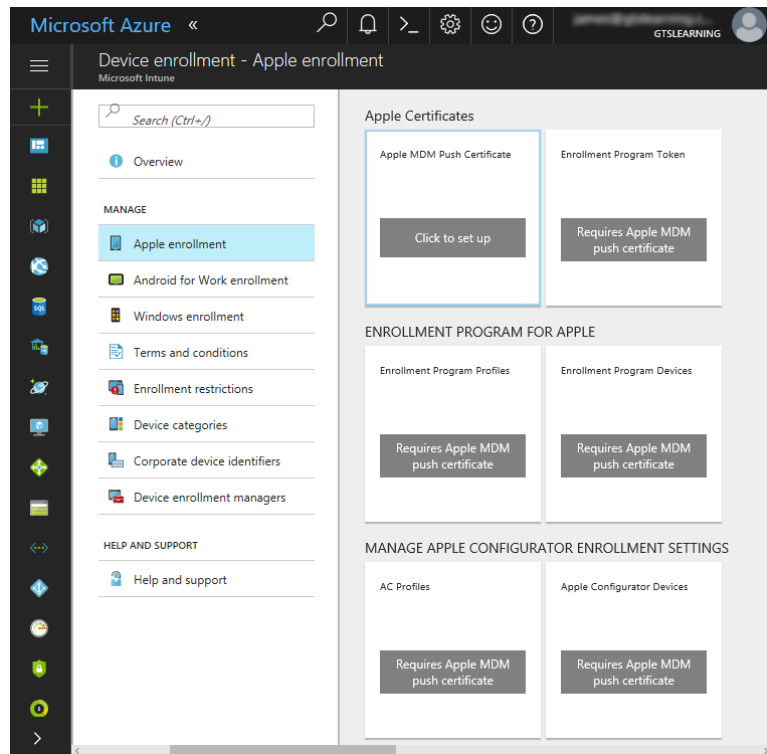 Microsoft Azure «
GTSLEARNING
Device enrollment - Apple enrollment
Microsoft Intune
Search (Ctrl+/)
Overview
MANAGE
Apple enrollment
Android for Work enrollment
Windows enrollment
Terms and conditions
Enrollment restrictions
Device categories
Corporate device identifiers
Device enrollment managers
HELP AND SUPPORT
Help and support
Apple Certificates
Apple MDM Push Certificate
Click to set up
Enrollment Program Token
Requires Apple MDM
push certificate
ENROLLMENT PROGRAM FOR APPLE
Enrollment Program Profiles
Requires Apple MDM
push certificate
Enrollment Program Devices
Requires Apple MDM
push certificate
MANAGE APPLE CONFIGURATOR ENROLLMENT SETTINGS
AC Profiles
Requires Apple MDM
push certificate
Apple Configurator Devices
Requires Apple MDM
push certificate
SQL